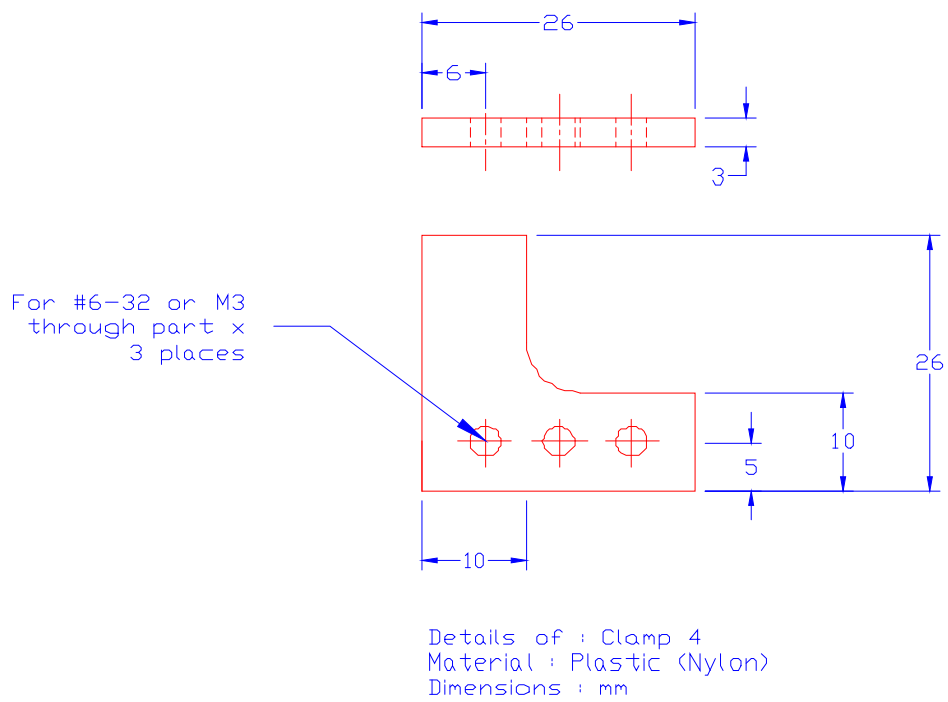 26
6
3
For #6-32 or M3
through part x
3 places
26
10
5
10
Details of : Clamp 4
Material : Plastic (Nylon)
Dimensions : mm